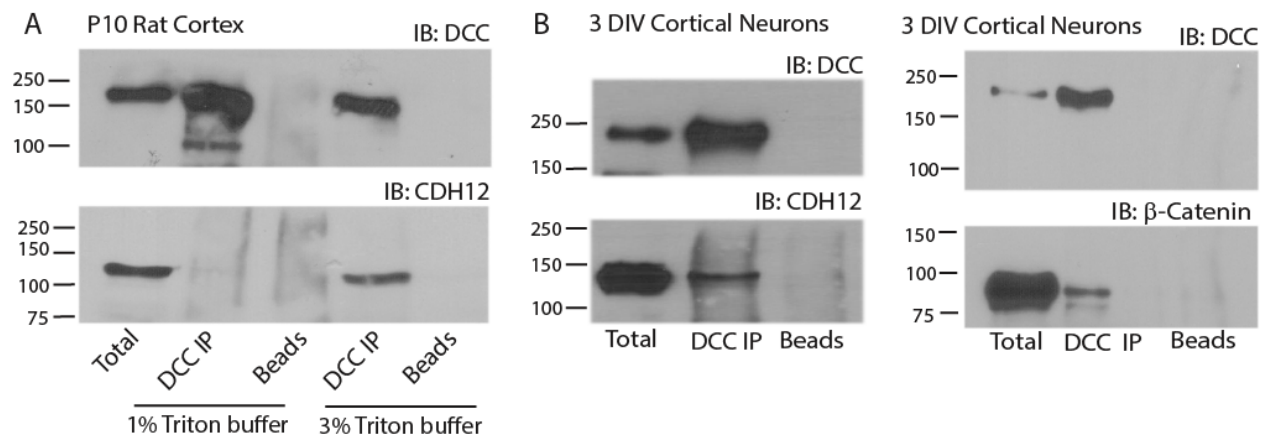 A
P10 Rat Cortex
IB: DCC
250
150
100
IB: CDH12
250
150
100
75
Total
DCC IP
Beads
DCC IP
Beads
1% Triton buffer
3% Triton buffer
B
3 DIV Cortical Neurons
IB: DCC
250
150
IB: CDH12
250
150
100
Total
DCC IP
Beads
3 DIV Cortical Neurons
IB: DCC
250
150
100
IB: β-Catenin
150
100
75
Total
DCC IP
Beads